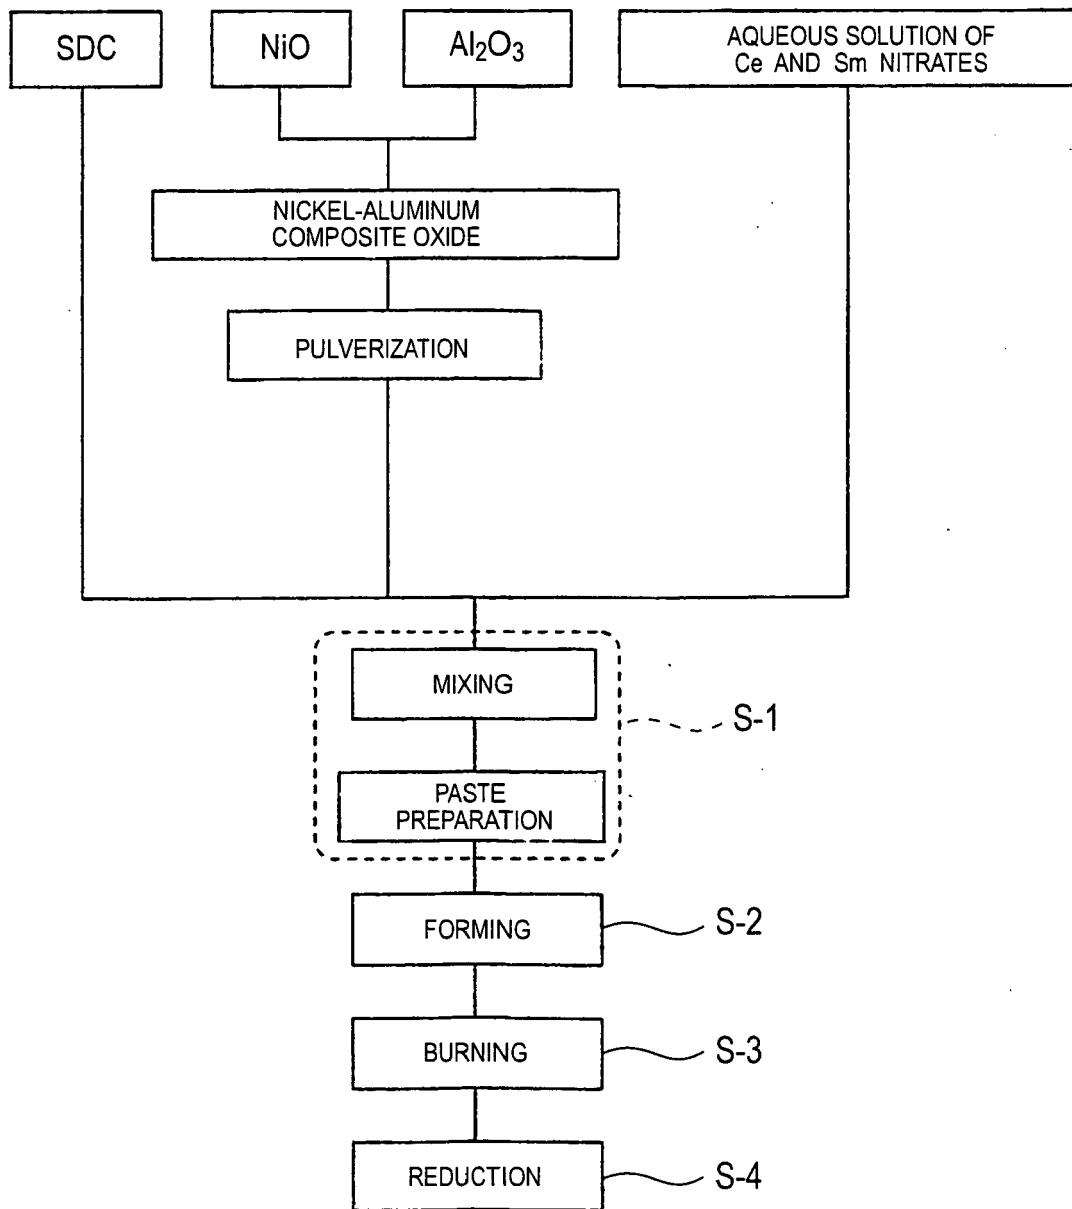 SDC
NiO
Al₂O₃
AQUEOUS SOLUTION OF
Ce AND Sm NITRATES
NICKEL-ALUMINUM
COMPOSITE OXIDE
PULVERIZATION
MIXING
S-1
PASTE
PREPARATION
FORMING
S-2
BURNING
S-3
REDUCTION
S-4